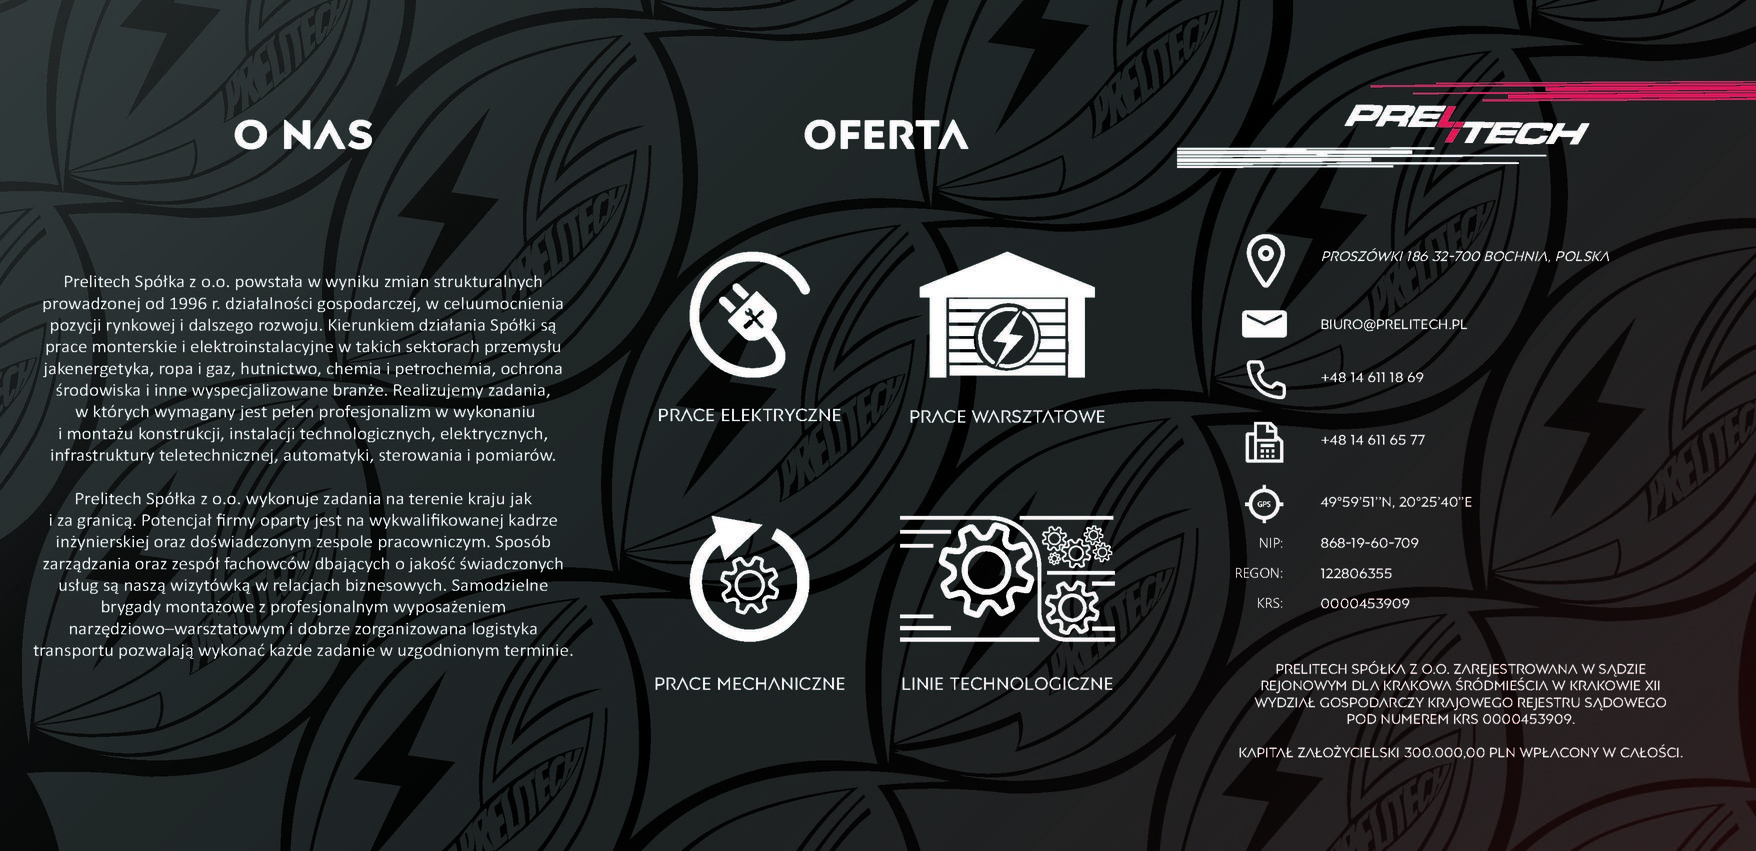 O NAS
Prelitech Spółka z o.o. powstała w wyniku zmian strukturalnych
prowadzonej od 1996 r. działalności gospodarczej, w celuumocnienia
pozycji rynkowej i dalszego rozwoju. Kierunkiem działania Spółki są
prace monterskie i elektroinstalacyjne w takich sektorach przemysłu
jakenergetyka, ropa i gaz, hutnictwo, chemia i petrochemia, ochrona
środowiska i inne wyspecjalizowane branże. Realizujemy zadania,
w których wymagany jest pełen profesjonalizm w wykonaniu
i montażu konstrukcji, instalacji technologicznych, elektrycznych,
infrastruktury teletechnicznej, automatyki, sterowania i pomiarów.
Prelitech Spółka z o.o. wykonuje zadania na terenie kraju jak
i za granicą. Potencjał firmy oparty jest na wykwalifikowanej kadrze
inżynierskiej oraz doświadczonym zespole pracowniczym. Sposób
zarządzania oraz zespół fachowców dbających o jakość świadczonych
usług są naszą wizytówką w relacjach biznesowych. Samodzielne
brygady montażowe z profesjonalnym wyposażeniem
narzędziowo–warsztatowym i dobrze zorganizowana logistyka
transportu pozwalają wykonać każde zadanie w uzgodnionym terminie.
OFERTA
PRACE ELEKTRYCZNE
PRACE WARSZTATOWE
PRACE MECHANICZNE
LINIE TECHNOLOGICZNE
PRELITECH
PROSZÓWKI 186 32-700 BOCHNIA, POLSKA
BIURO@PRELITECH.PL
+48 14 611 18 69
+48 14 611 65 77
GPS
49°59'51''N, 20°25'40''E
NIP: 868-19-60-709
REGON: 122806355
KRS: 0000453909
PRELITECH SPÓŁKA Z O.O. ZAREJESTROWANA W SĄDZIE
REJONOWYM DLA KRAKOWA ŚRÓDMIEŚCIA W KRAKOWIE XII
WYDZIAŁ GOSPODARCZY KRAJOWEGO REJESTRU SĄDOWEGO
POD NUMEREM KRS 0000453909.
KAPITAŁ ZAŁOŻYCIELSKI 300.000,00 PLN WPŁACONY W CAŁOŚCI.